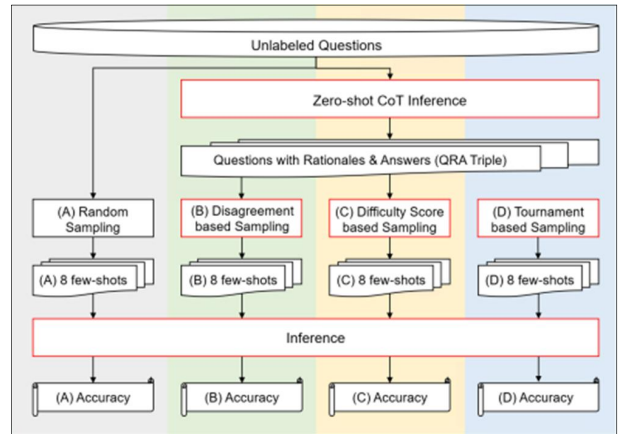 Unlabeled Questions
Zero-shot CoT Inference
Questions with Rationales & Answers (QRA Triple)
(A) Random
Sampling
(B) Disagreement
based Sampling
(C) Difficulty Score
based Sampling
(D) Tournament
based Sampling
(A) 8 few-shots
(B) 8 few-shots
(C) 8 few-shots
(D) 8 few-shots
Inference
(A) Accuracy
(B) Accuracy
(C) Accuracy
(D) Accuracy